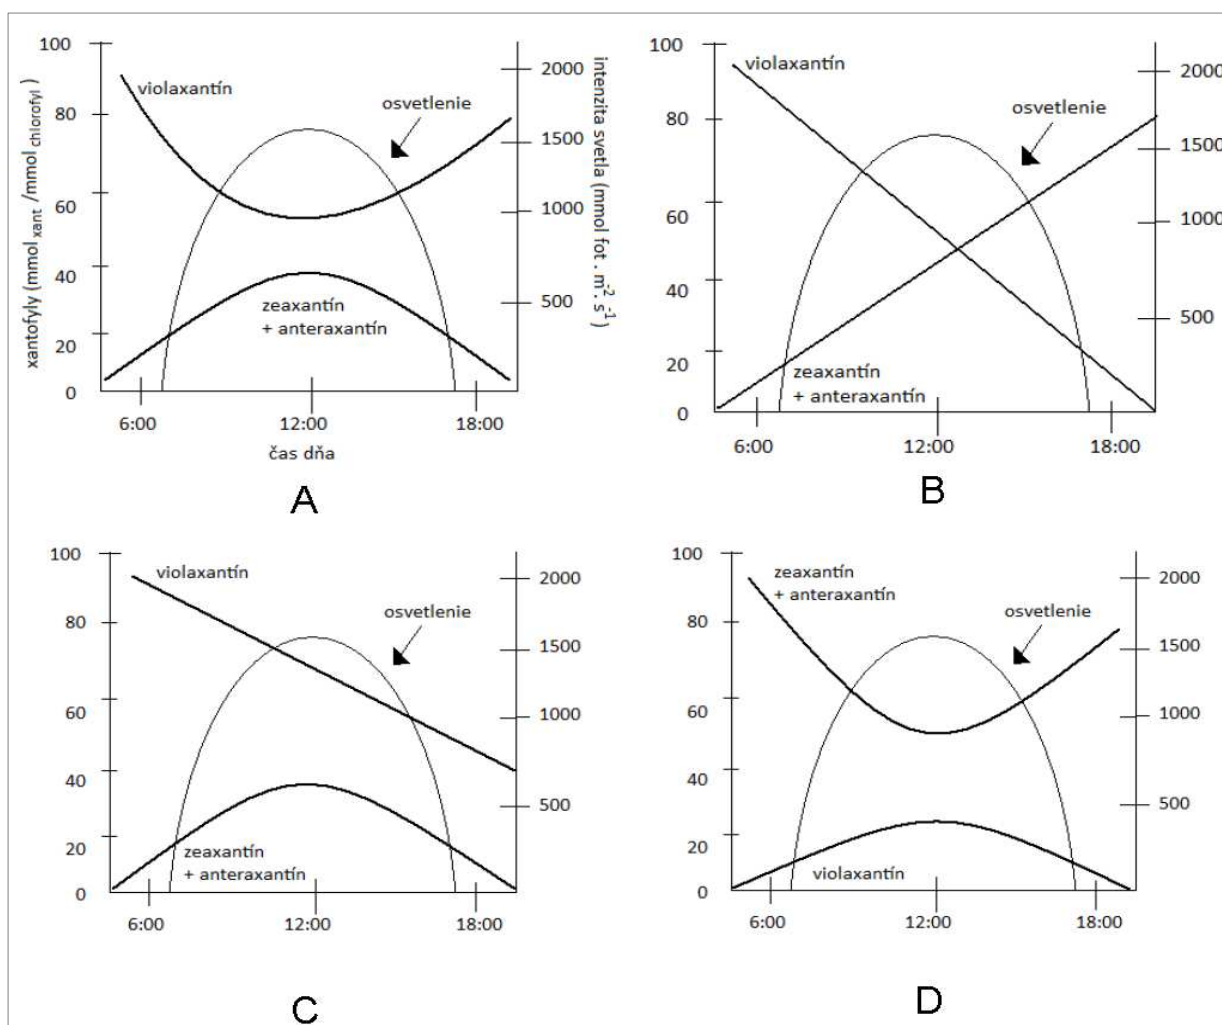 xantofyly (mmol xant /mmol chlorofyl )
100
80
60
40
20
0
violaxantín
osvetlenie
zeaxantín
+ anteraxantín
2000
1500
1000
500
intenzita svetla (mmol fot . m⁻². s⁻¹)
6:00 12:00 18:00
čas dňa
A
100
80
60
40
20
0
violaxantín
osvetlenie
zeaxantín
+ anteraxantín
2000
1500
1000
500
6:00 12:00 18:00
B
100
80
60
40
20
0
violaxantín
osvetlenie
zeaxantín
+ anteraxantín
2000
1500
1000
500
6:00 12:00 18:00
C
100
80
60
40
20
0
zeaxantín
+ anteraxantín
osvetlenie
violaxantín
2000
1500
1000
500
6:00 12:00 18:00
D